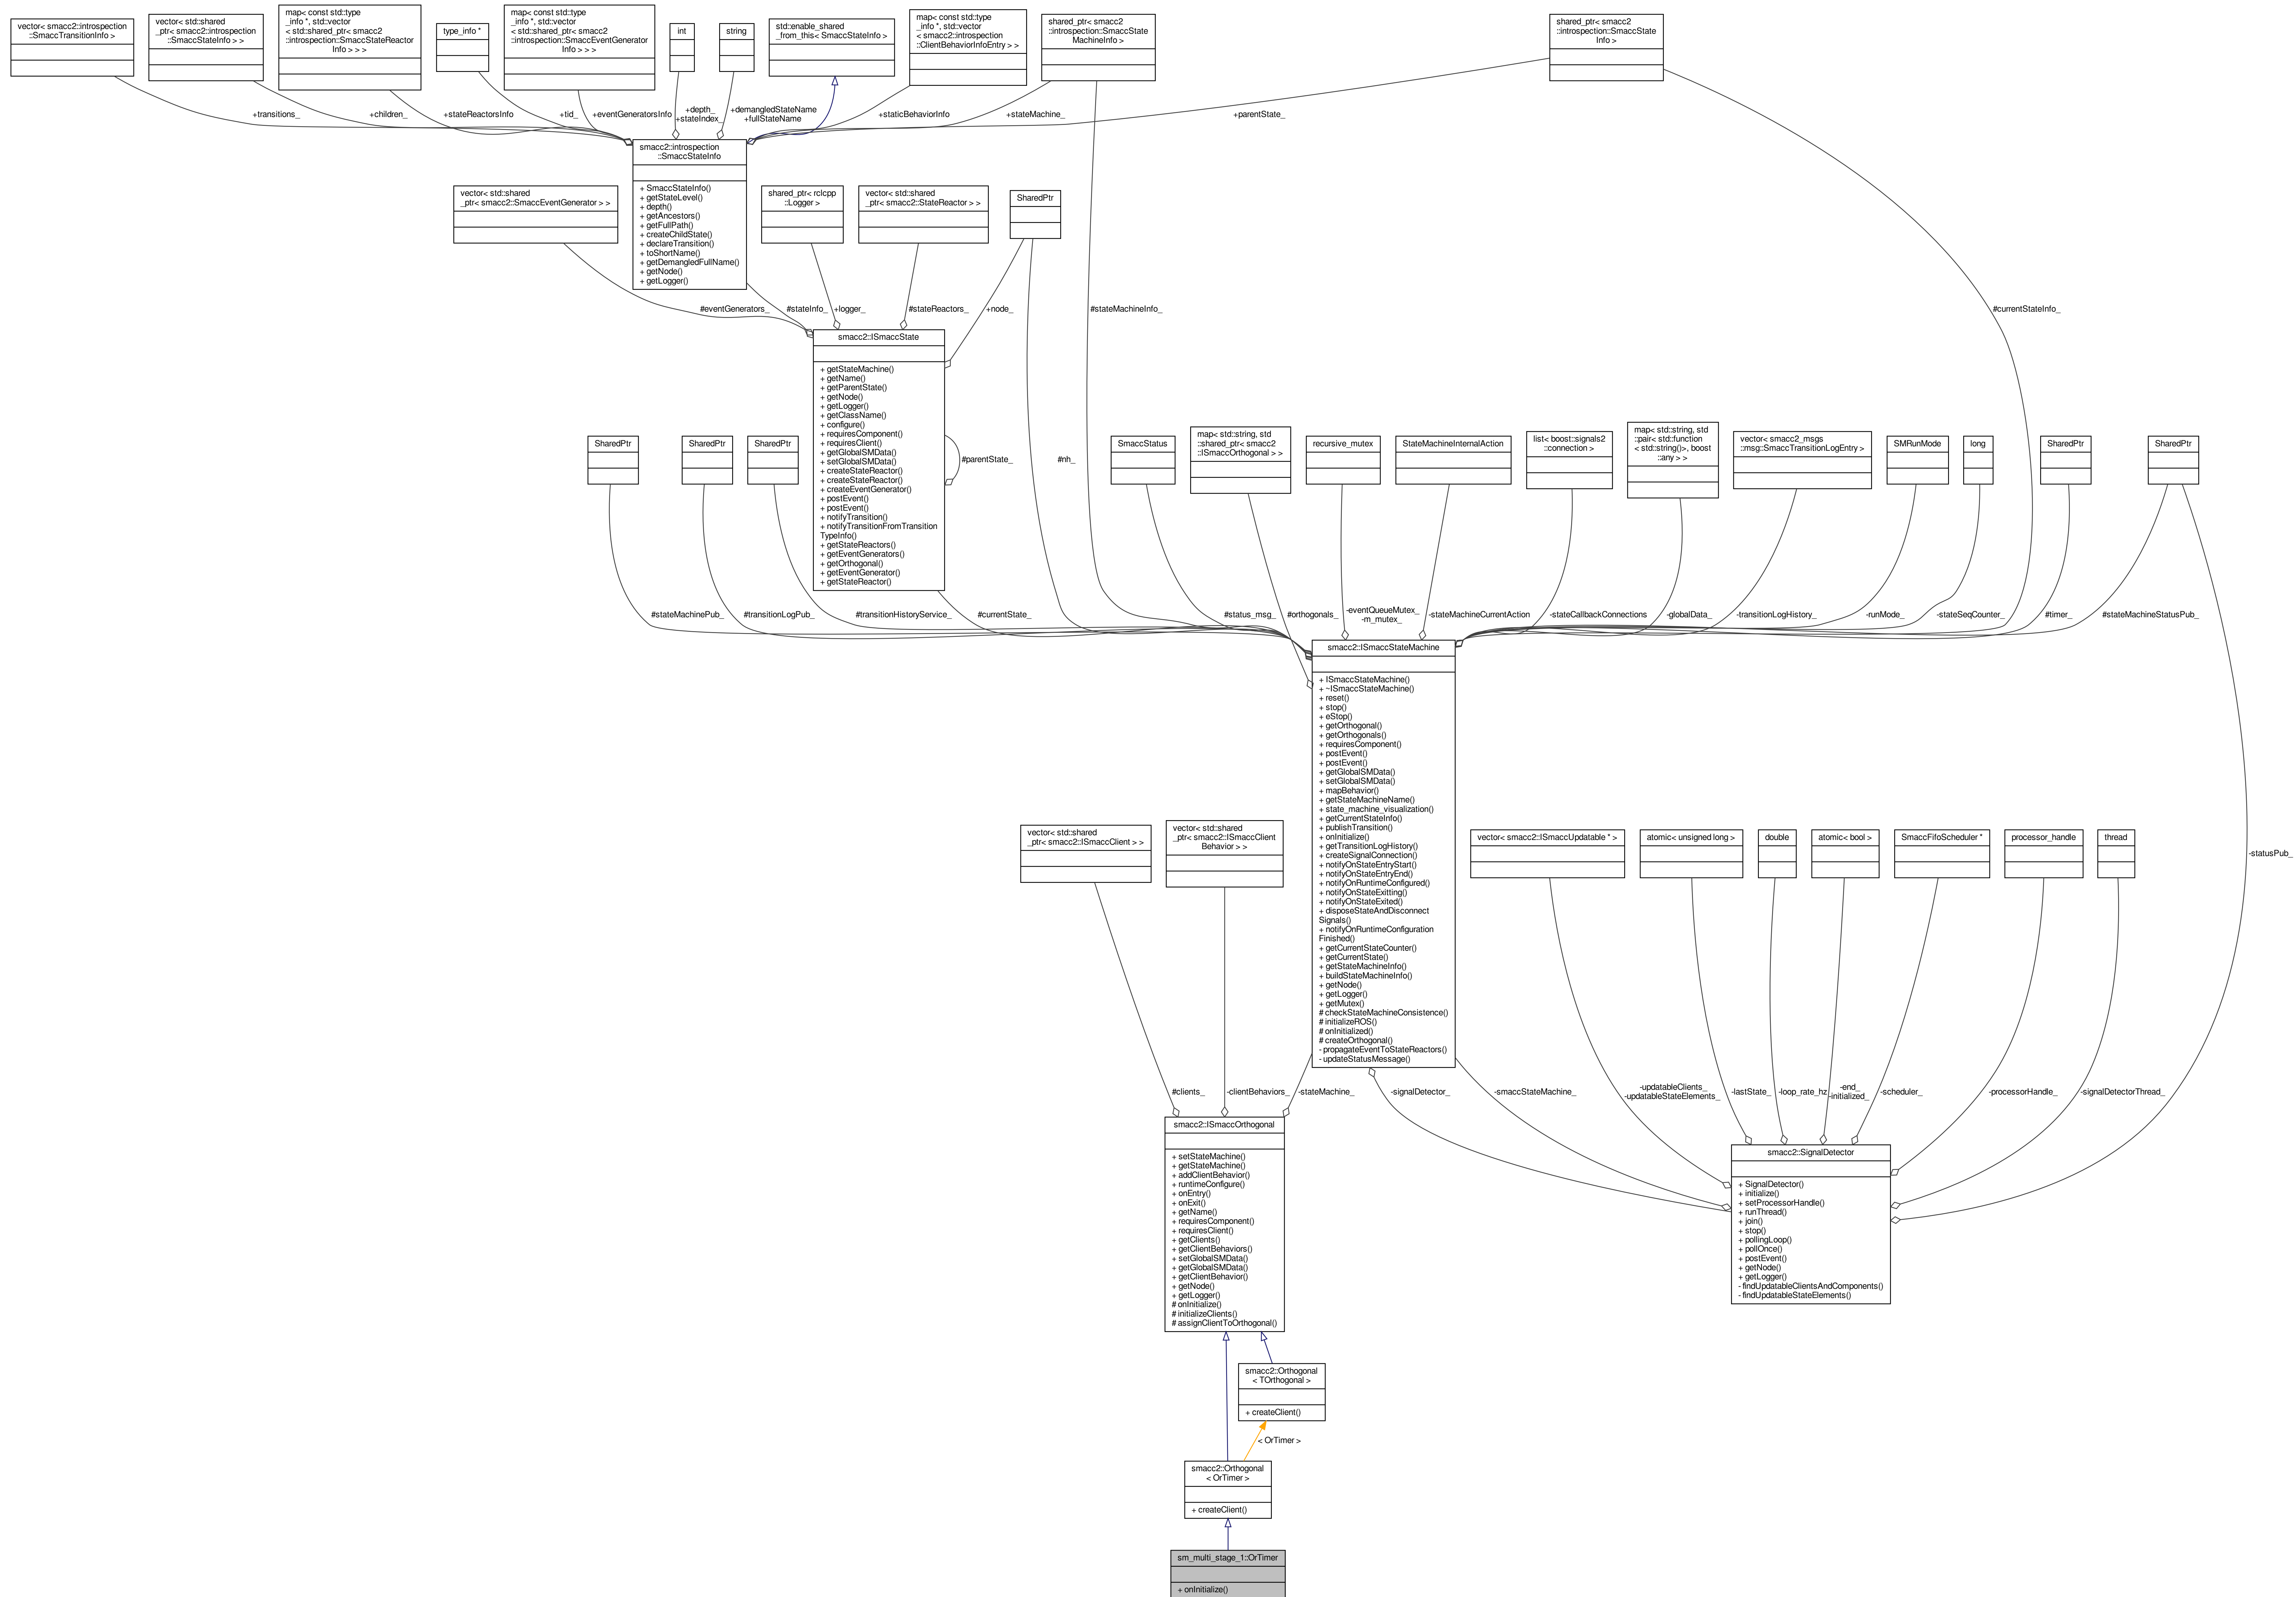 vector< smacc2::introspection
::SmaccTransitionInfo >
vector< std::shared
_ptr< smacc2::introspection
::SmaccStateInfo > >
map< const std::type
_info *, std::vector
< std::shared_ptr< smacc2
::introspection::SmaccStateReactor
Info > > >
type_info *
map< const std::type
_info *, std::vector
< std::shared_ptr< smacc2
::introspection::SmaccEventGenerator
Info > > >
int
string
std::enable_shared
_from_this< SmaccStateInfo >
map< const std::type
_info *, std::vector
< smacc2::introspection
::ClientBehaviorInfoEntry > >
shared_ptr< smacc2
::introspection::SmaccState
MachineInfo >
shared_ptr< smacc2
::introspection::SmaccState
Info >
+transitions_
+children_
+stateReactorsInfo
+tid_
+eventGeneratorsInfo
+depth_
+stateIndex_
+demangledStateName
+fullStateName
+staticBehaviorInfo
+stateMachine_
+parentState_
smacc2::introspection
::SmaccStateInfo
+ SmaccStateInfo()
+ getStateLevel()
+ depth()
+ getAncestors()
+ getFullPath()
+ createChildState()
+ declareTransition()
+ toShortName()
+ getDemangledFullName()
+ getNode()
+ getLogger()
vector< std::shared
_ptr< smacc2::SmaccEventGenerator > >
shared_ptr< rclcpp
::Logger >
vector< std::shared
_ptr< smacc2::StateReactor > >
SharedPtr
#eventGenerators_
#stateInfo_
+logger_
#stateReactors_
+node_
#stateMachineInfo_
#currentStateInfo_
smacc2::ISmaccState
+ getStateMachine()
+ getName()
+ getParentState()
+ getNode()
+ getLogger()
+ getClassName()
+ configure()
+ requiresComponent()
+ requiresClient()
+ getGlobalSMData()
+ setGlobalSMData()
+ createStateReactor()
+ createStateReactor()
+ createEventGenerator()
+ postEvent()
+ postEvent()
+ notifyTransition()
+ notifyTransitionFromTransition
TypeInfo()
+ getStateReactors()
+ getEventGenerators()
+ getOrthogonal()
+ getEventGenerator()
+ getStateReactor()
#parentState_
#nh_
SharedPtr
SharedPtr
SharedPtr
SmaccStatus
map< std::string, std
::shared_ptr< smacc2
::ISmaccOrthogonal > >
recursive_mutex
StateMachineInternalAction
list< boost::signals2
::connection >
map< std::string, std
::pair< std::function
< std::string()>, boost
::any > >
vector< smacc2_msgs
::msg::SmaccTransitionLogEntry >
SMRunMode
long
SharedPtr
SharedPtr
#stateMachinePub_
#transitionLogPub_
#transitionHistoryService_
#currentState_
#status_msg_
#orthogonals_
-eventQueueMutex_
-m_mutex_
-stateMachineCurrentAction
-stateCallbackConnections
-globalData_
-transitionLogHistory_
-runMode_
-stateSeqCounter_
#timer_
#stateMachineStatusPub_
smacc2::ISmaccStateMachine
+ ISmaccStateMachine()
+ ~ISmaccStateMachine()
+ reset()
+ stop()
+ eStop()
+ getOrthogonal()
+ getOrthogonals()
+ requiresComponent()
+ postEvent()
+ postEvent()
+ getGlobalSMData()
+ setGlobalSMData()
+ mapBehavior()
+ getStateMachineName()
+ state_machine_visualization()
+ getCurrentStateInfo()
+ publishTransition()
+ onInitialize()
+ getTransitionLogHistory()
+ createSignalConnection()
+ notifyOnStateEntryStart()
+ notifyOnStateEntryEnd()
+ notifyOnRuntimeConfigured()
+ notifyOnStateExitting()
+ notifyOnStateExited()
+ disposeStateAndDisconnect
Signals()
+ notifyOnRuntimeConfiguration
Finished()
+ getCurrentStateCounter()
+ getCurrentState()
+ getStateMachineInfo()
+ buildStateMachineInfo()
+ getNode()
+ getLogger()
+ getMutex()
# checkStateMachineConsistence()
# initializeROS()
# onInitialized()
# createOrthogonal()
- propagateEventToStateReactors()
- updateStatusMessage()
vector< std::shared
_ptr< smacc2::ISmaccClient > >
vector< std::shared
_ptr< smacc2::ISmaccClient
Behavior > >
vector< smacc2::ISmaccUpdatable * >
atomic< unsigned long >
double
atomic< bool >
SmaccFifoScheduler *
processor_handle
thread
-statusPub_
#clients_
-clientBehaviors_
-stateMachine_
-signalDetector_
-smaccStateMachine_
-updatableClients_
-updatableStateElements_
-lastState_
-loop_rate_hz
-end_
-initialized_
-scheduler_
-processorHandle_
-signalDetectorThread_
smacc2::ISmaccOrthogonal
+ setStateMachine()
+ getStateMachine()
+ addClientBehavior()
+ runtimeConfigure()
+ onEntry()
+ onExit()
+ getName()
+ requiresComponent()
+ requiresClient()
+ getClients()
+ getClientBehaviors()
+ setGlobalSMData()
+ getGlobalSMData()
+ getClientBehavior()
+ getNode()
+ getLogger()
# onInitialize()
# initializeClients()
# assignClientToOrthogonal()
smacc2::SignalDetector
+ SignalDetector()
+ initialize()
+ setProcessorHandle()
+ runThread()
+ join()
+ stop()
+ pollingLoop()
+ pollOnce()
+ postEvent()
+ getNode()
+ getLogger()
- findUpdatableClientsAndComponents()
- findUpdatableStateElements()
smacc2::Orthogonal
< TOrthogonal >
+ createClient()
< OrTimer >
smacc2::Orthogonal
< OrTimer >
+ createClient()
sm_multi_stage_1::OrTimer
+ onInitialize()